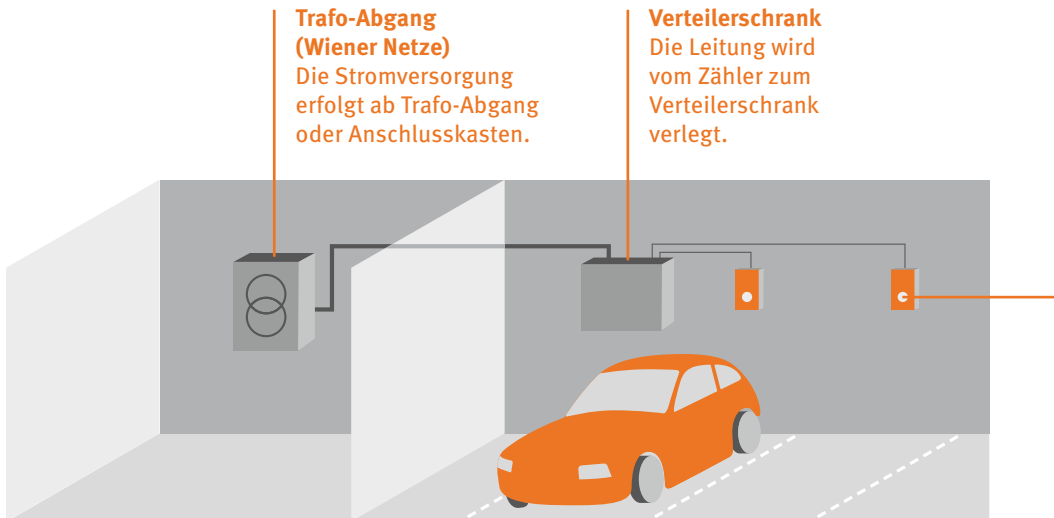 Trafo-Abgang
(Wiener Netze)
Die Stromversorgung
erfolgt ab Trafo-Abgang
oder Anschlusskasten.
Verteilerschrank
Die Leitung wird
vom Zähler zum
Verteilerschrank
verlegt.